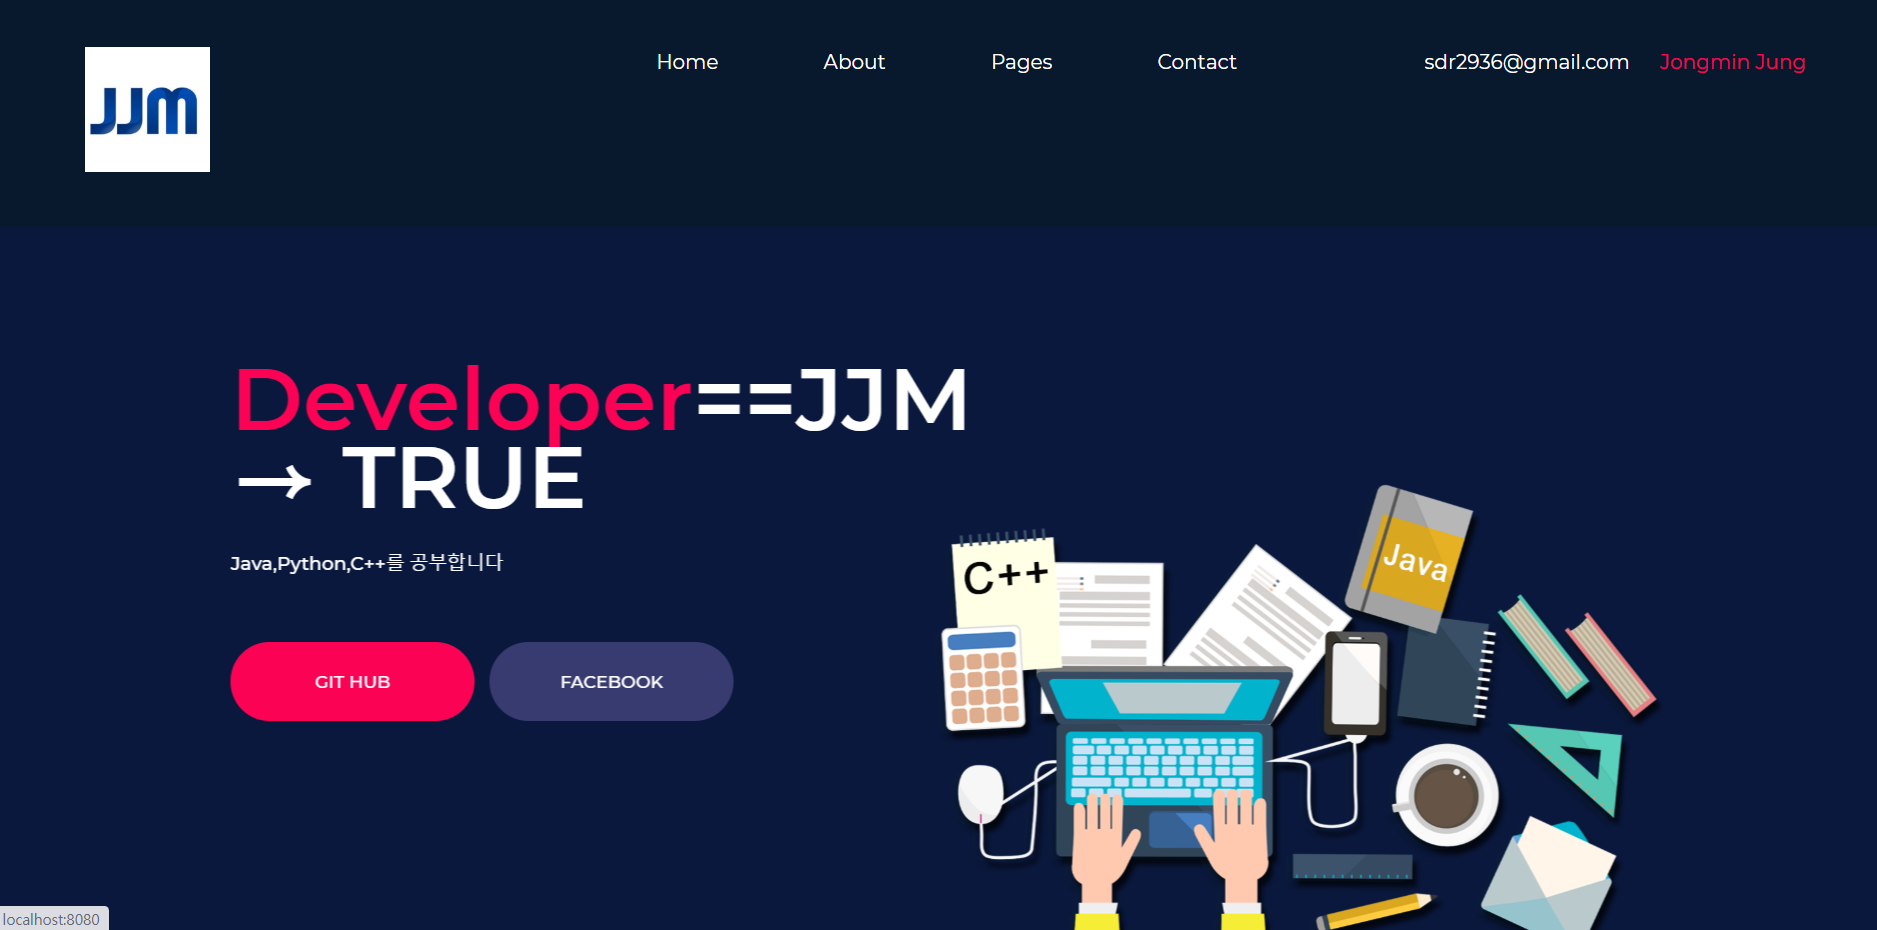 JJM
Home About Pages Contact sdr2936@gmail.com Jongmin Jung
Developer==JJM
→ TRUE
Java,Python,C++를 공부합니다
GIT HUB FACEBOOK
C++
Java
localhost:8080